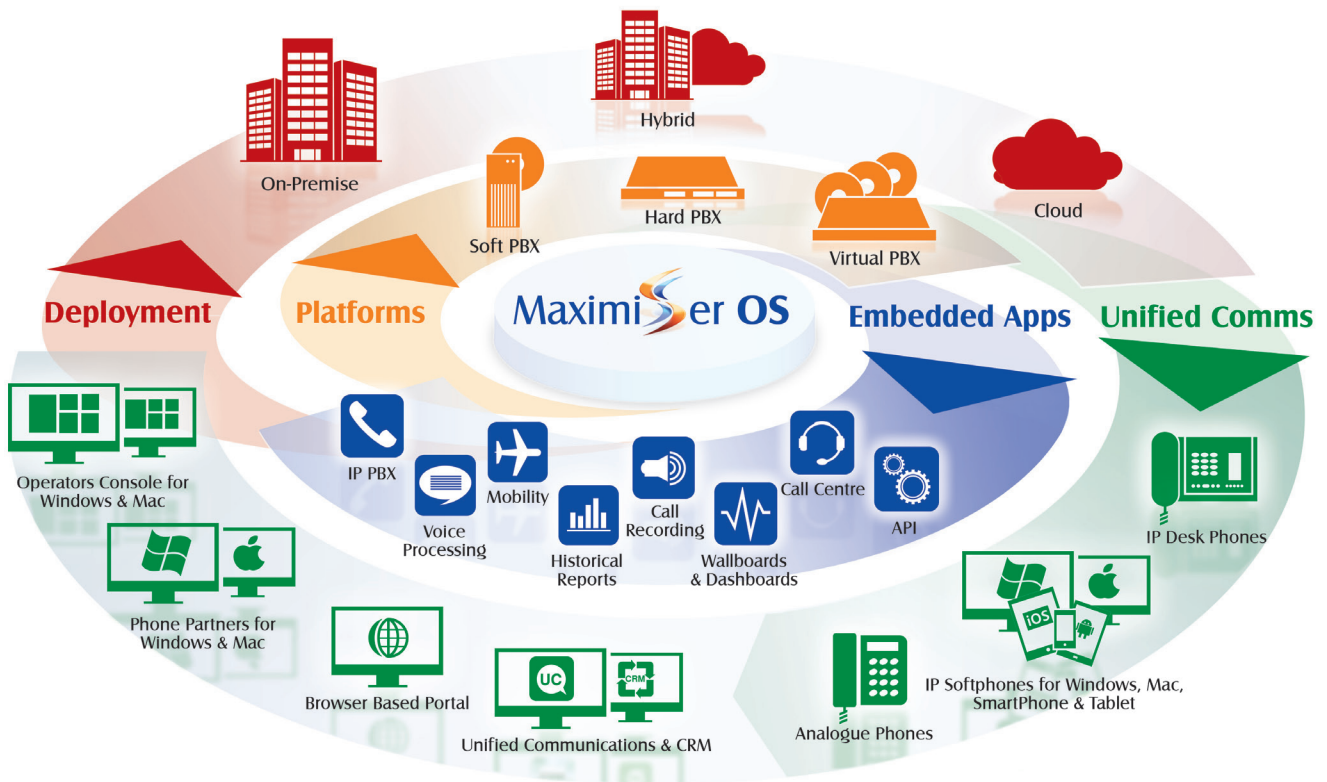 Hybrid
On-Premise
Cloud
Soft PBX
Hard PBX
Virtual PBX
Deployment
Platforms
MaximiSer OS
Embedded Apps
Unified Comms
IP PBX
Voice
Processing
Mobility
Historical
Reports
Call
Recording
Wallboards
& Dashboards
Call Centre
API
Operators Console for
Windows & Mac
Phone Partners for
Windows & Mac
Browser Based Portal
UC
CRM
Unified Communications & CRM
Analogue Phones
iOS
IP Softphones for Windows, Mac,
SmartPhone & Tablet
IP Desk Phones